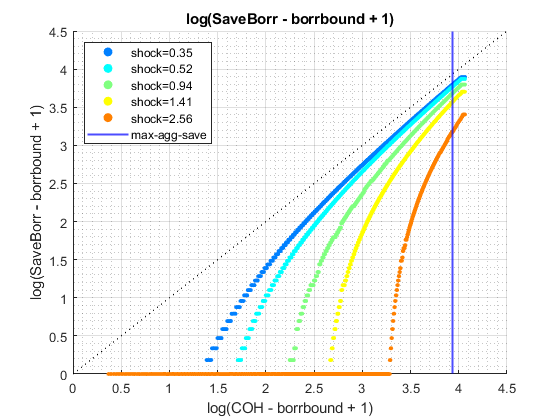 log(SaveBorr - borrbound + 1)
4.5
4
3.5
3
2.5
2
1.5
1
0.5
0
log(SaveBorr - borrbound + 1)
shock=0.35
shock=0.52
shock=0.94
shock=1.41
shock=2.56
max-agg-save
0 0.5 1 1.5 2 2.5 3 3.5 4 4.5
log(COH - borrbound + 1)